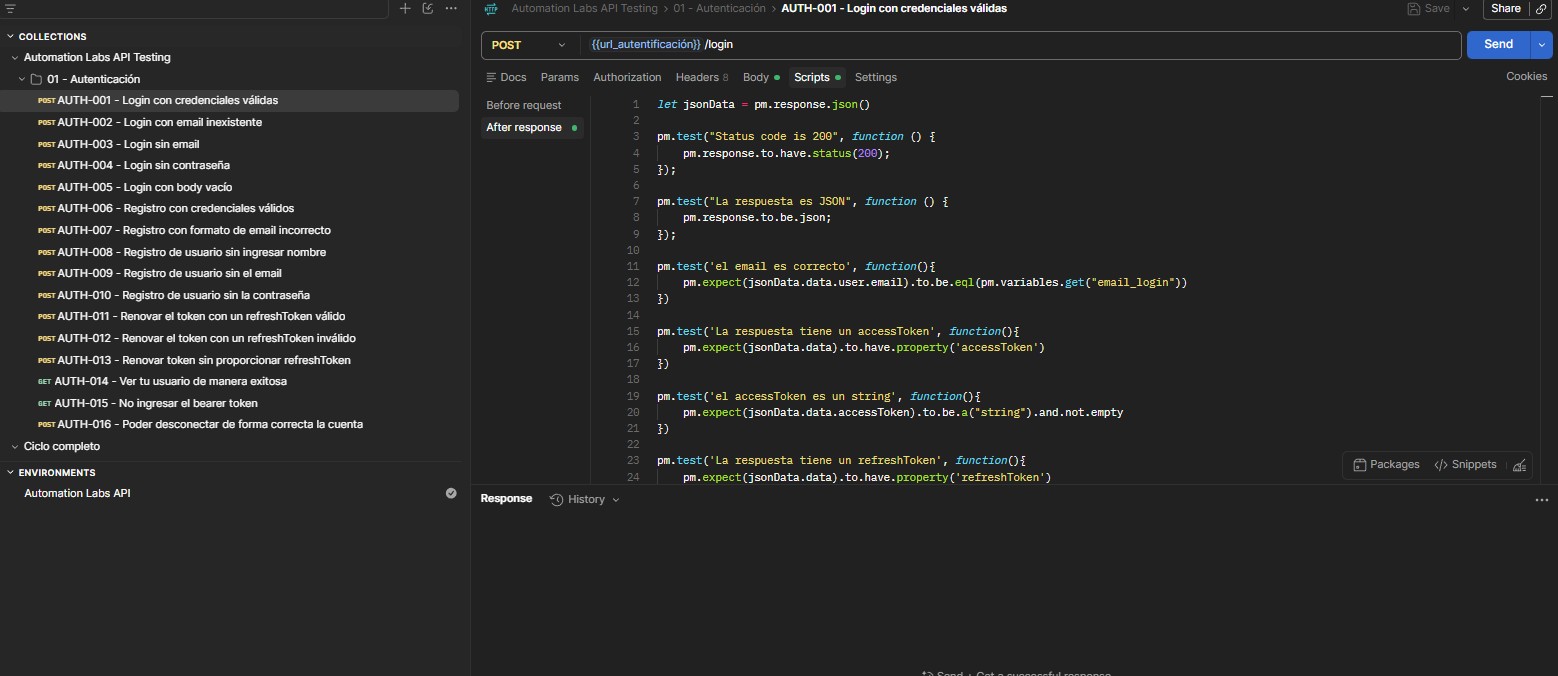 Automation Labs API Testing > 01 - Autenticación > AUTH-001 - Login con credenciales válidas
Save
Share
COLLECTIONS
Automation Labs API Testing
01 - Autenticación
POST AUTH-001 - Login con credenciales válidas
POST AUTH-002 - Login con email inexistente
POST AUTH-003 - Login sin email
POST AUTH-004 - Login sin contraseña
POST AUTH-005 - Login con body vacío
POST AUTH-006 - Registro con credenciales válidos
POST AUTH-007 - Registro con formato de email incorrecto
POST AUTH-008 - Registro de usuario sin ingresar nombre
POST AUTH-009 - Registro de usuario sin el email
POST AUTH-010 - Registro de usuario sin la contraseña
POST AUTH-011 - Renovar el token con un refreshToken válido
POST AUTH-012 - Renovar el token con un refreshToken inválido
POST AUTH-013 - Renovar token sin proporcionar refreshToken
GET AUTH-014 - Ver tu usuario de manera exitosa
GET AUTH-015 - No ingresar el bearer token
POST AUTH-016 - Poder desconectar de forma correcta la cuenta
Ciclo completo
ENVIRONMENTS
Automation Labs API
HTTP
POST {{url_autentificación}} /login
Send
Docs Params Authorization Headers 8 Body Scripts Settings
Cookies
Before request
After response
1 let jsonData = pm.response.json()
2
3 pm.test("Status code is 200", function () {
4 pm.response.to.have.status(200);
5 });
6
7 pm.test("La respuesta es JSON", function () {
8 pm.response.to.be.json;
9 });
10
11 pm.test('el email es correcto', function(){
12 pm.expect(jsonData.data.user.email).to.be.eql(pm.variables.get("email_login"))
13 })
14
15 pm.test('La respuesta tiene un accessToken', function(){
16 pm.expect(jsonData.data).to.have.property('accessToken')
17 })
18
19 pm.test('el accessToken es un string', function(){
20 pm.expect(jsonData.data.accessToken).to.be.a("string").and.not.empty
21 })
22
23 pm.test('La respuesta tiene un refreshToken', function(){
24 pm.expect(jsonData.data).to.have.property('refreshToken')
Packages </> Snippets
Response History
Send + Get a successful response